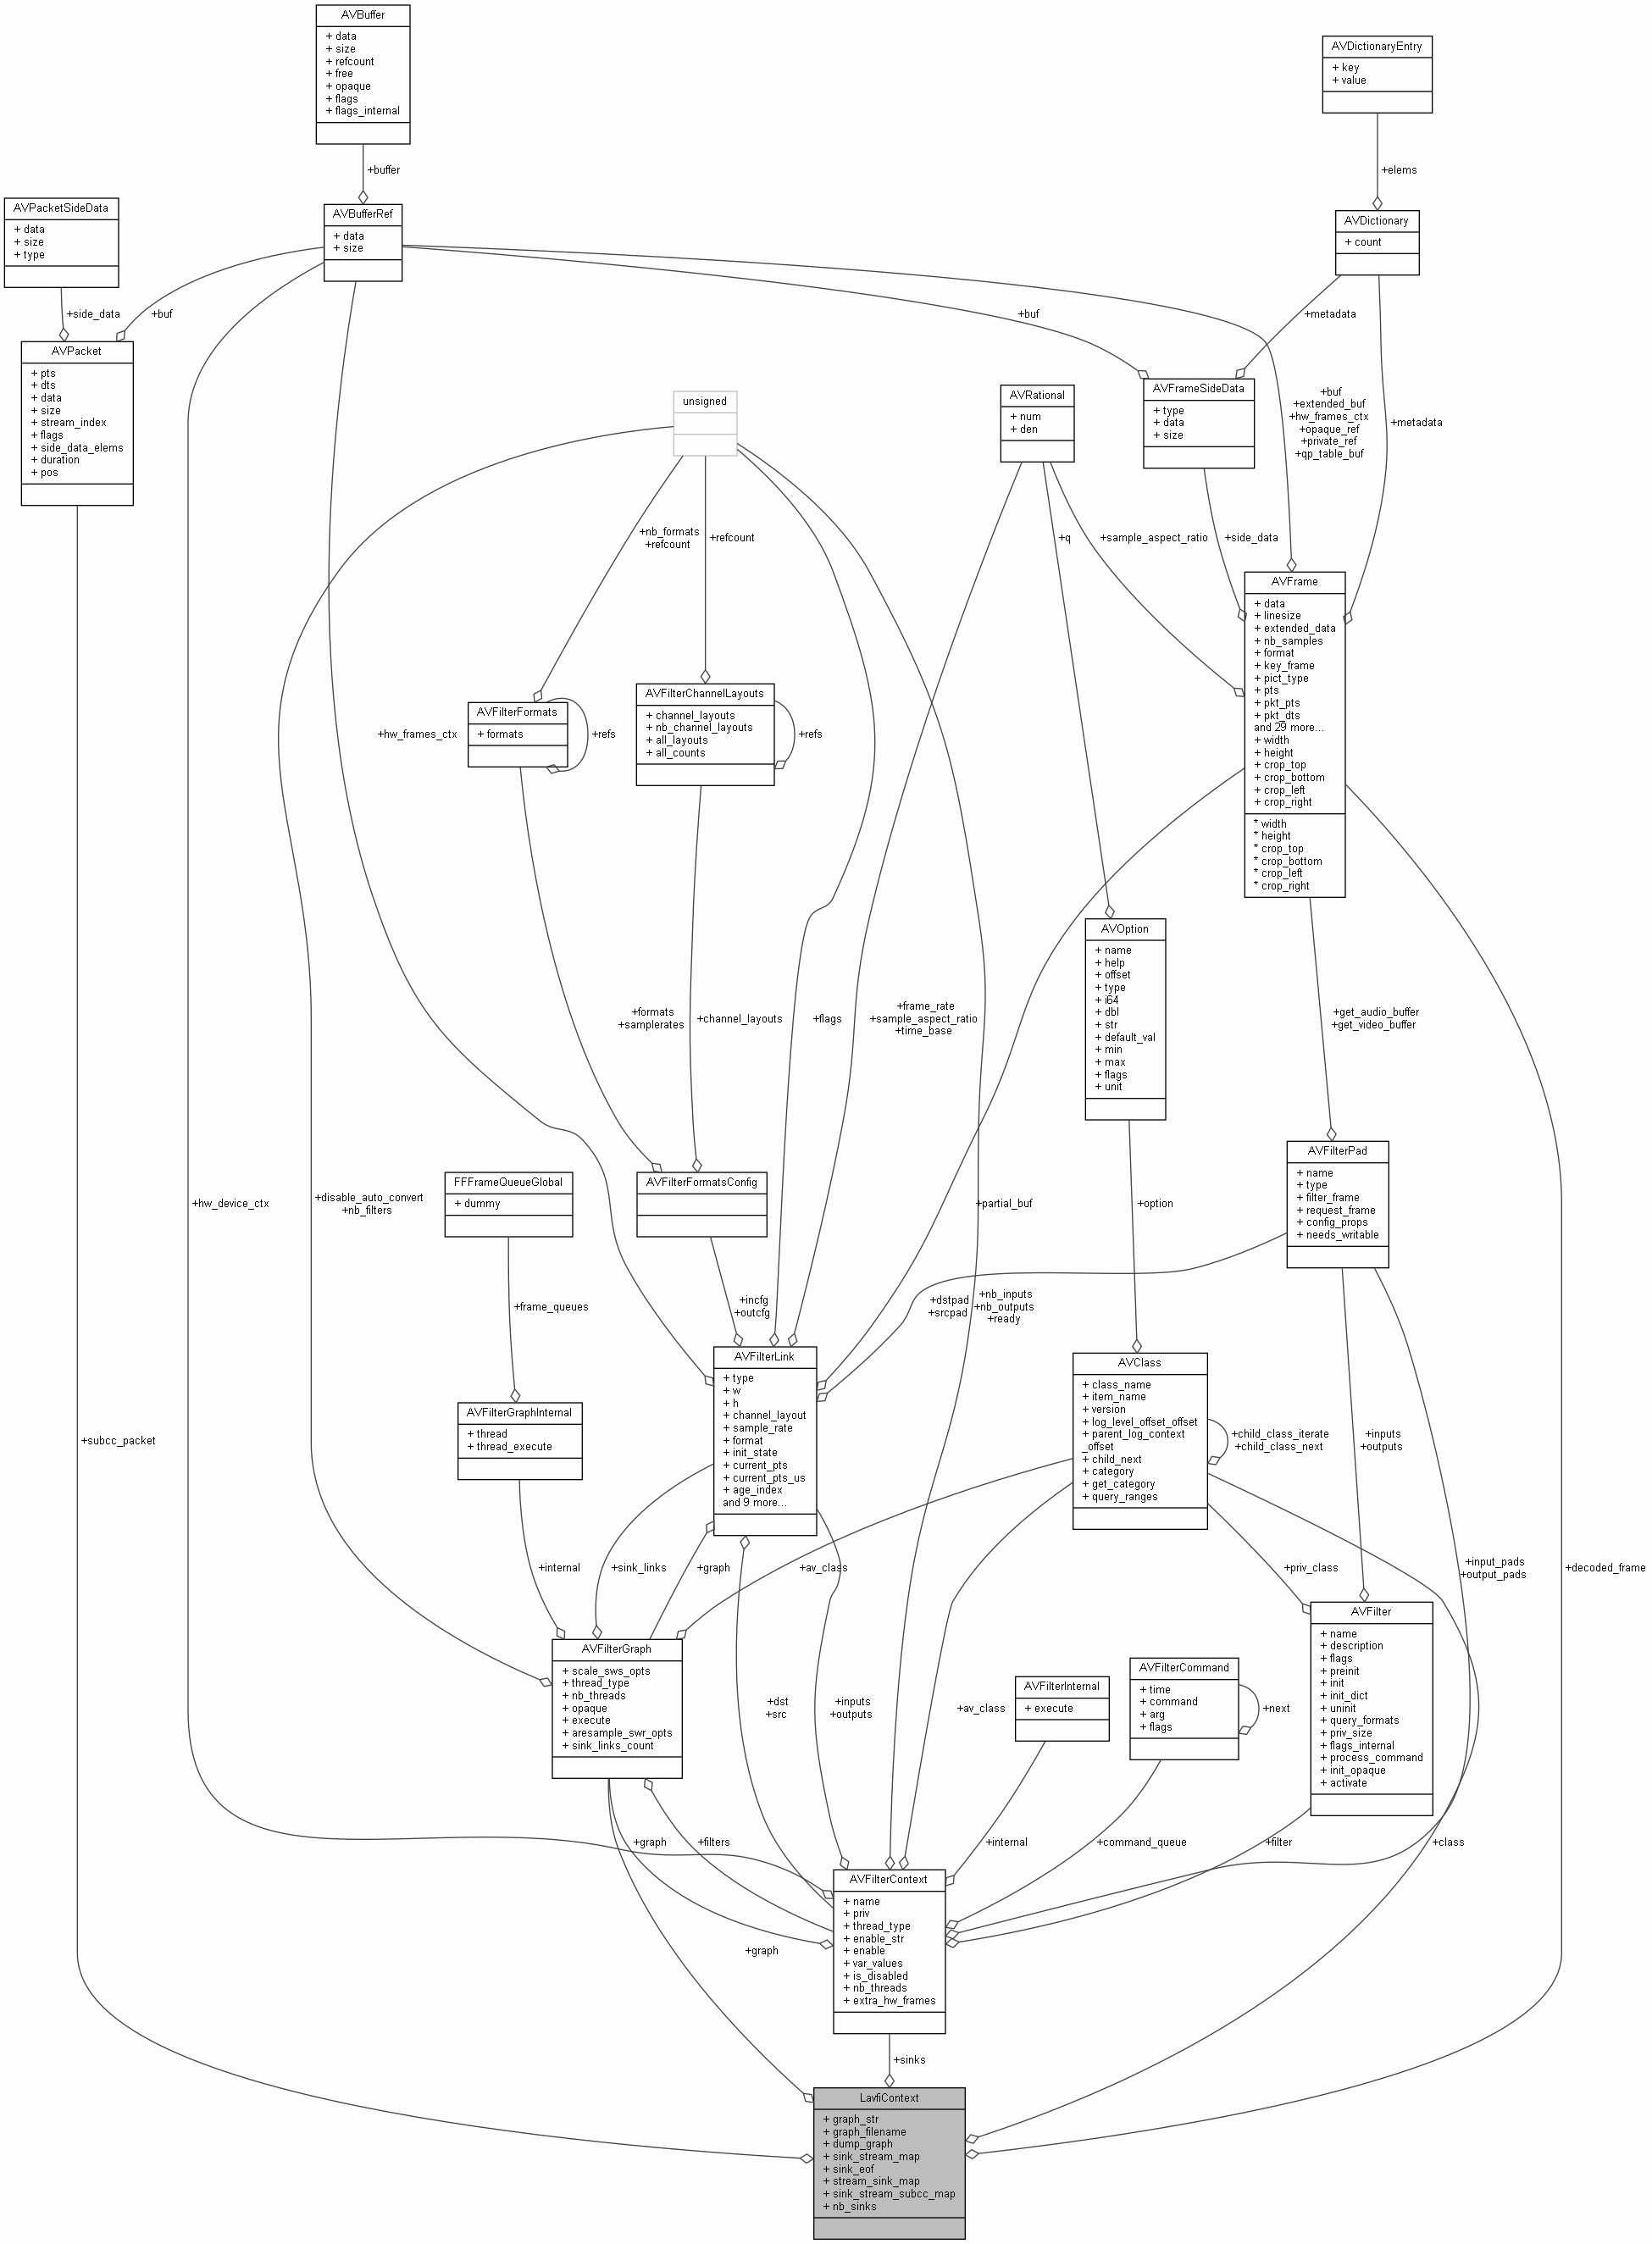 AVBuffer
+ data
+ size
+ refcount
+ free
+ opaque
+ flags
+ flags_internal
AVDictionaryEntry
+ key
+ value
+buffer
+elems
AVPacketSideData
+ data
+ size
+ type
AVBufferRef
+ data
+ size
AVDictionary
+ count
+side_data
+buf
+buf
+metadata
AVPacket
+ pts
+ dts
+ data
+ size
+ stream_index
+ flags
+ side_data_elems
+ duration
+ pos
unsigned
AVRational
+ num
+ den
AVFrameSideData
+ type
+ data
+ size
+buf
+extended_buf
+hw_frames_ctx
+opaque_ref
+private_ref
+qp_table_buf
+metadata
+nb_formats
+refcount
+refcount
+q
+sample_aspect_ratio
+side_data
AVFrame
+ data
+ linesize
+ extended_data
+ nb_samples
+ format
+ key_frame
+ pict_type
+ pts
+ pkt_pts
+ pkt_dts
and 29 more...
+ width
+ height
+ crop_top
+ crop_bottom
+ crop_left
+ crop_right
* width
* height
* crop_top
* crop_bottom
* crop_left
* crop_right
+hw_frames_ctx
AVFilterFormats
+ formats
+refs
AVFilterChannelLayouts
+ channel_layouts
+ nb_channel_layouts
+ all_layouts
+ all_counts
+refs
AVOption
+ name
+ help
+ offset
+ type
+ i64
+ dbl
+ str
+ default_val
+ min
+ max
+ flags
+ unit
+formats
+samplerates
+channel_layouts
+flags
+frame_rate
+sample_aspect_ratio
+time_base
+get_audio_buffer
+get_video_buffer
+hw_device_ctx
+disable_auto_convert
+nb_filters
FFFrameQueueGlobal
+ dummy
AVFilterFormatsConfig
+partial_buf
+option
AVFilterPad
+ name
+ type
+ filter_frame
+ request_frame
+ config_props
+ needs_writable
+frame_queues
+incfg
+outcfg
+dstpad
+srcpad
+nb_inputs
+nb_outputs
+ready
+subcc_packet
AVFilterGraphInternal
+ thread
+ thread_execute
AVFilterLink
+ type
+ w
+ h
+ channel_layout
+ sample_rate
+ format
+ init_state
+ current_pts
+ current_pts_us
+ age_index
and 9 more...
AVClass
+ class_name
+ item_name
+ version
+ log_level_offset_offset
+ parent_log_context
_offset
+ child_next
+ category
+ get_category
+ query_ranges
+child_class_iterate
+child_class_next
+inputs
+outputs
+internal
+sink_links
+graph
+av_class
+priv_class
+input_pads
+output_pads
+decoded_frame
AVFilterGraph
+ scale_sws_opts
+ thread_type
+ nb_threads
+ opaque
+ execute
+ aresample_swr_opts
+ sink_links_count
+dst
+src
+inputs
+outputs
+av_class
AVFilterInternal
+ execute
AVFilterCommand
+ time
+ command
+ arg
+ flags
+next
AVFilter
+ name
+ description
+ flags
+ preinit
+ init
+ init_dict
+ uninit
+ query_formats
+ priv_size
+ flags_internal
+ process_command
+ init_opaque
+ activate
+graph
+filters
+internal
+command_queue
+filter
+class
AVFilterContext
+ name
+ priv
+ thread_type
+ enable_str
+ enable
+ var_values
+ is_disabled
+ nb_threads
+ extra_hw_frames
+graph
+sinks
LavfiContext
+ graph_str
+ graph_filename
+ dump_graph
+ sink_stream_map
+ sink_eof
+ stream_sink_map
+ sink_stream_subcc_map
+ nb_sinks